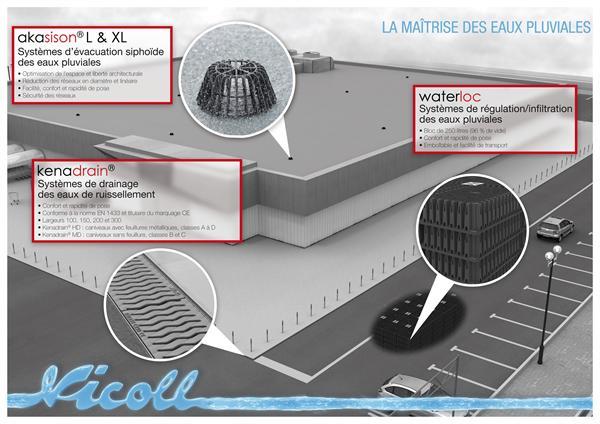 LA MAÎTRISE DES EAUX PLUVIALES
akasison® L & XL
Systèmes d'évacuation siphoïde
des eaux pluviales
• Optimisation de l'espace et liberté architecturale
• Réduction des réseaux en diamètre et linéaire
• Facilité, confort et rapidité de pose
• Sécurité des réseaux
waterloc
Systèmes de régulation/infiltration
des eaux pluviales
• Bloc de 250 litres (96 % de vide)
• Confort et rapidité de pose
• Emboîtable et facilité de transport
kenadrain®
Systèmes de drainage
des eaux de ruissellement
• Confort et rapidité de pose
• Conforme à la norme EN 1433 et titulaire du marquage CE
• Largeurs 100, 150, 200 et 300
• Kenadrain® HD : caniveaux avec feuillures métalliques, classes A à D
• Kenadrain® MD : caniveaux sans feuillure, classes B et C
Nicoll